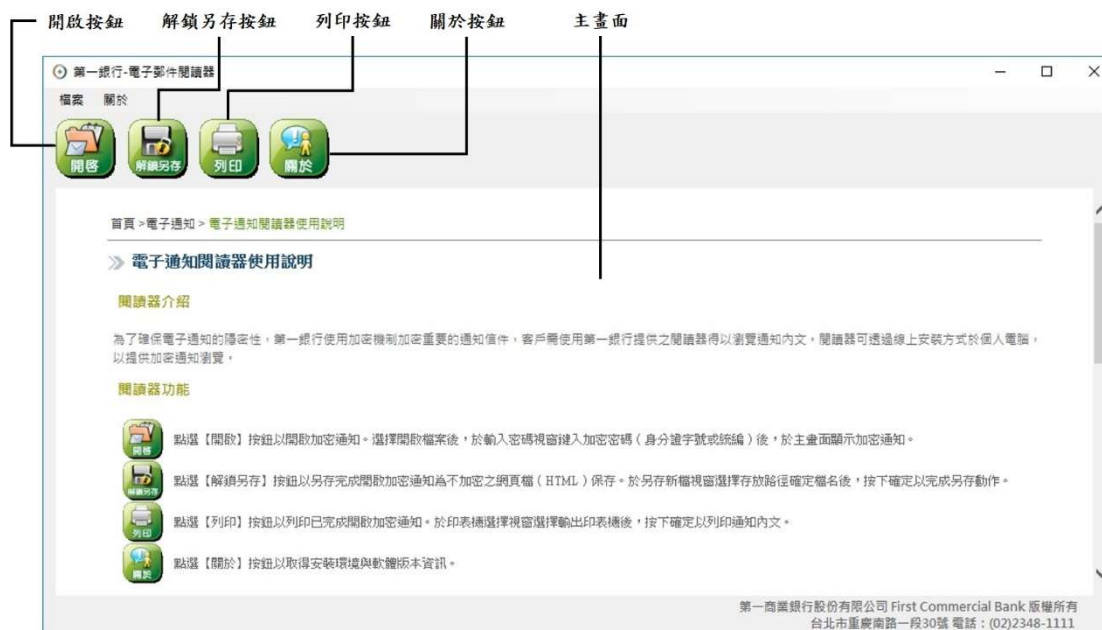 開啟按鈕 解鎖另存按鈕 列印按鈕 關於按鈕 主畫面
第一銀行-電子郵件閱讀器
檔案 關於
開啓 解鎖另存 列印 關於
首頁 >電子通知 > 電子通知閱讀器使用說明
電子通知閱讀器使用說明
閱讀器介紹
為了確保電子通知的隱密性，第一銀行使用加密機制加密重要的通知信件，客戶需使用第一銀行提供之閱讀器得以瀏覽通知內文，閱讀器可透過線上安裝方式於個人電腦，
以提供加密通知瀏覽。
閱讀器功能
開啓
點選【開啟】按鈕以開啟加密通知。選擇開啟檔案後，於輸入密碼視窗鍵入加密密碼（身分證字號或統編）後，於主畫面顯示加密通知。
解鎖另存
點選【解鎖另存】按鈕以另存完成開啟加密通知為不加密之網頁檔（HTML）保存。於另存新檔視窗選擇存放路徑確定檔名後，按下確定以完成另存動作。
列印
點選【列印】按鈕以列印已完成開啟加密通知。於印表機選擇視窗選擇輸出印表機後，按下確定以列印通知內文。
關於
點選【關於】按鈕以取得安裝環境與軟體版本資訊。
第一商業銀行股份有限公司 First Commercial Bank 版權所有
台北市重慶南路一段30號 電話：(02)2348-1111